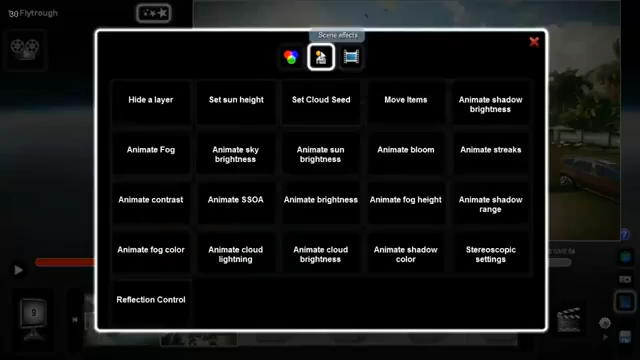 '30 Flytrough
Scene effects
Hide a layer
Set sun height
Set Cloud Seed
Move Items
Animate shadow
brightness
Animate Fog
Animate sky
brightness
Animate sun
brightness
Animate bloom
Animate streaks
Animate contrast
Animate SSOA
Animate brightness
Animate fog height
Animate shadow
range
Animate fog color
Animate cloud
lightning
Animate cloud
brightness
Animate shadow
color
Stereoscopic
settings
Reflection Control
9